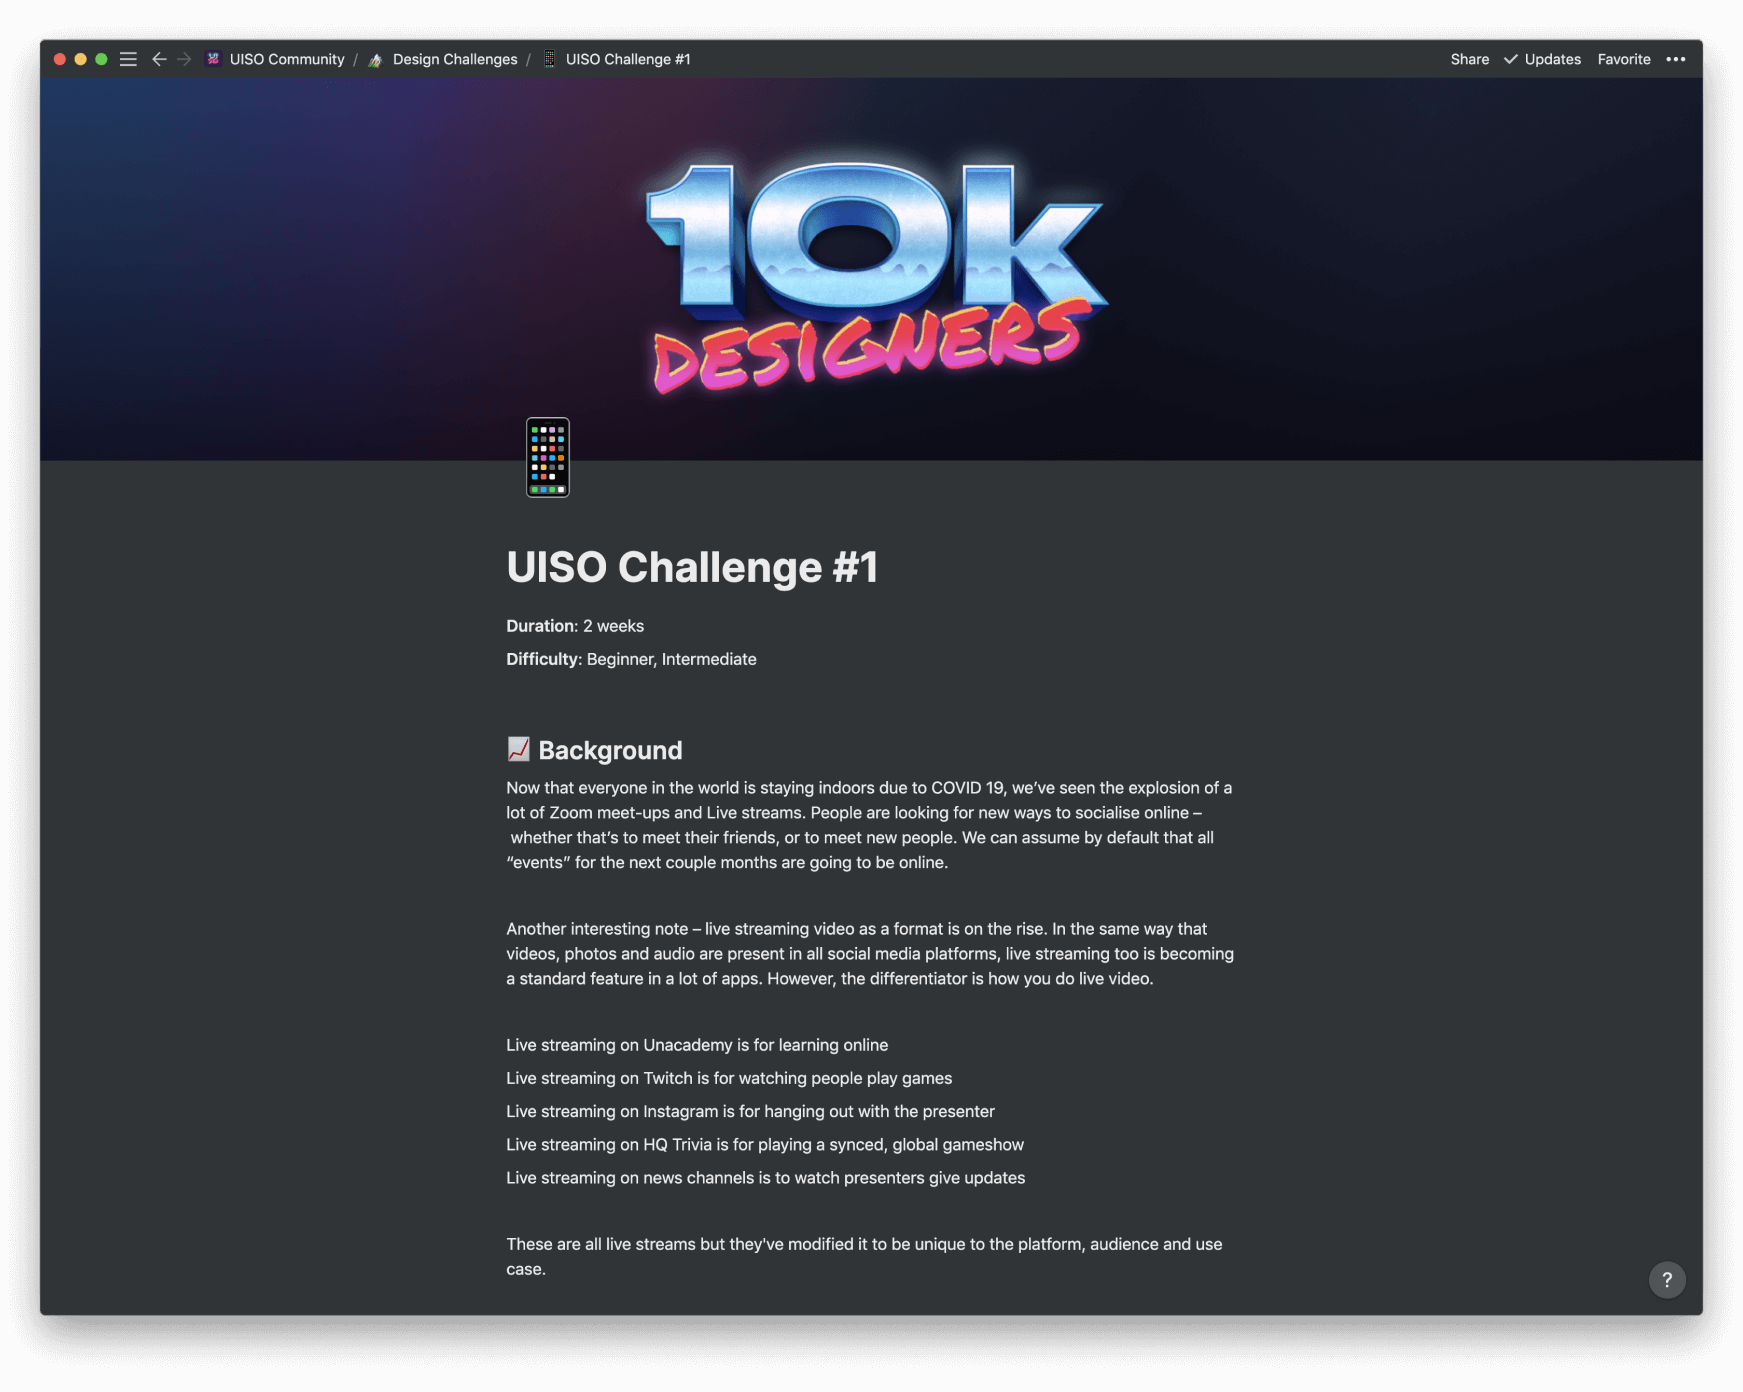 UISO Community / Design Challenges / UISO Challenge #1
Share Updates Favorite
10k
DESIGNERS
UISO Challenge #1
Duration: 2 weeks
Difficulty: Beginner, Intermediate
Background
Now that everyone in the world is staying indoors due to COVID 19, we’ve seen the explosion of a
lot of Zoom meet-ups and Live streams. People are looking for new ways to socialise online –
whether that’s to meet their friends, or to meet new people. We can assume by default that all
“events” for the next couple months are going to be online.
Another interesting note – live streaming video as a format is on the rise. In the same way that
videos, photos and audio are present in all social media platforms, live streaming too is becoming
a standard feature in a lot of apps. However, the differentiator is how you do live video.
Live streaming on Unacademy is for learning online
Live streaming on Twitch is for watching people play games
Live streaming on Instagram is for hanging out with the presenter
Live streaming on HQ Trivia is for playing a synced, global gameshow
Live streaming on news channels is to watch presenters give updates
These are all live streams but they've modified it to be unique to the platform, audience and use
case.
?